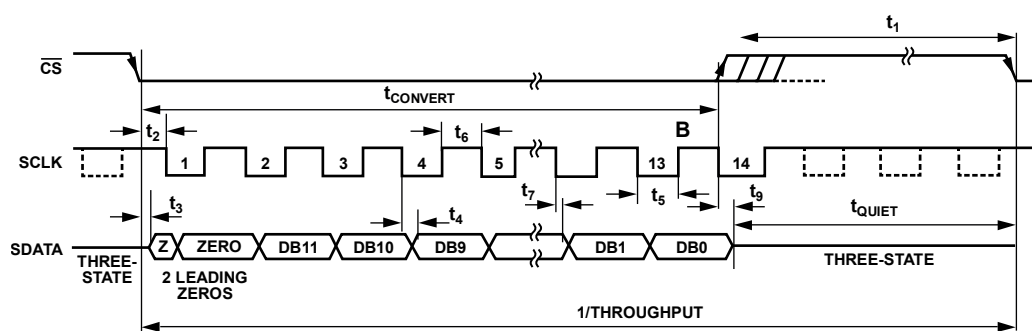 t1
CS
tCONVERT
t2
t6
B
SCLK
1
2
3
4
5
13
14
t7
t5
t9
t3
t4
tQUIET
SDATA
Z
ZERO
DB11
DB10
DB9
DB1
DB0
THREE-
STATE
2 LEADING
ZEROS
THREE-STATE
1/THROUGHPUT